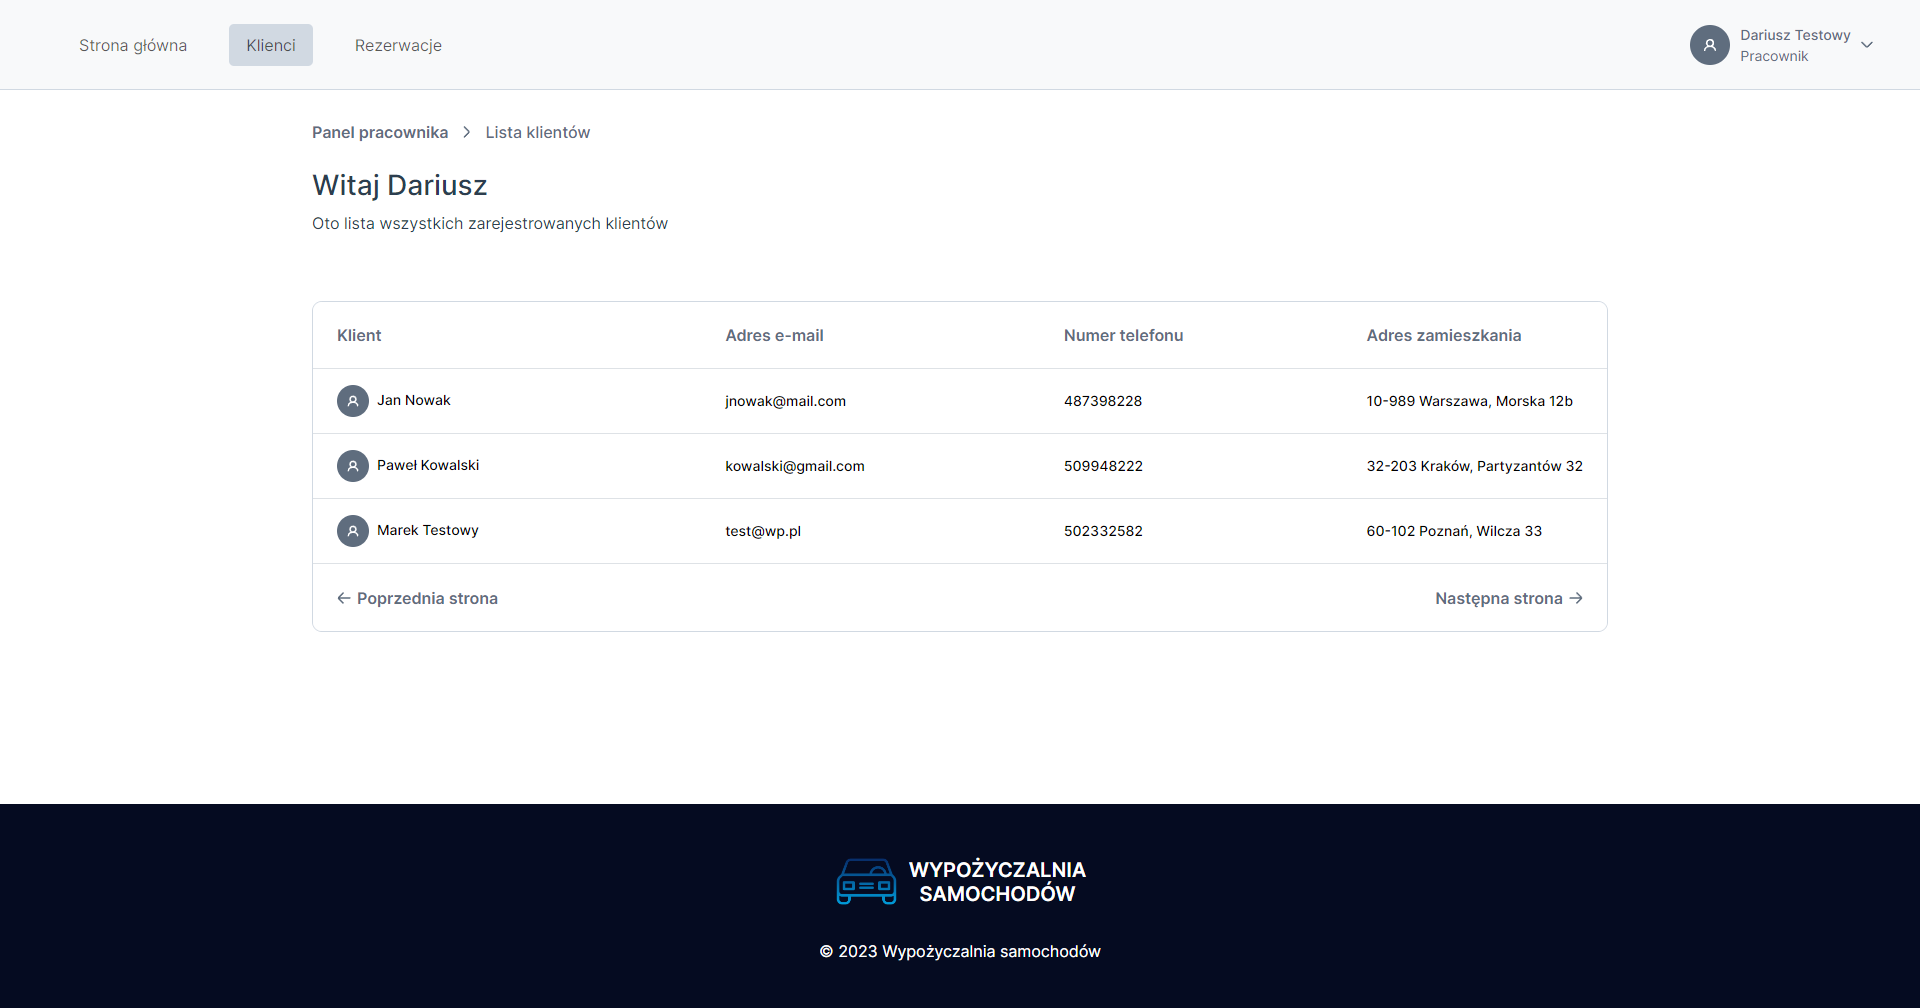 Strona główna Klienci Rezerwacje Dariusz Testowy
Pracownik
Panel pracownika Lista klientów
Witaj Dariusz
Oto lista wszystkich zarejestrowanych klientów
Klient Adres e-mail Numer telefonu Adres zamieszkania
Jan Nowak jnowak@mail.com 487398228 10-989 Warszawa, Morska 12b
Paweł Kowalski kowalski@gmail.com 509948222 32-203 Kraków, Partyzantów 32
Marek Testowy test@wp.pl 502332582 60-102 Poznań, Wilcza 33
← Poprzednia strona Następna strona →
WYPOŻYCZALNIA
SAMOCHODÓW
© 2023 Wypożyczalnia samochodów